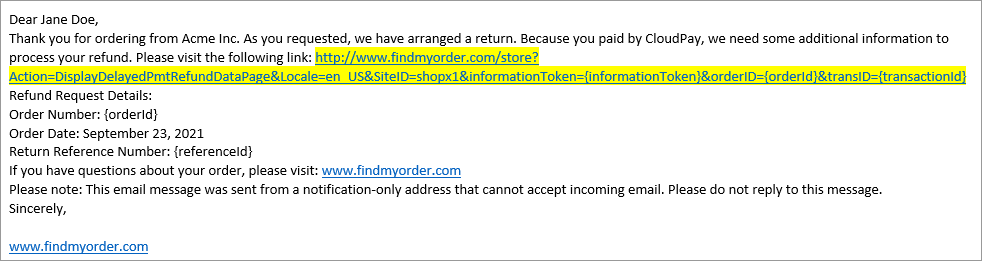 Dear Jane Doe,
Thank you for ordering from Acme Inc. As you requested, we have arranged a return. Because you paid by CloudPay, we need some additional information to
process your refund. Please visit the following link: http://www.findmyorder.com/store?
Action=DisplayDelayedPmtRefundDataPage&Locale=en_US&SiteID=shopx1&informationToken={informationToken}&orderID={orderId}&transID={transactionId}
Refund Request Details:
Order Number: {orderId}
Order Date: September 23, 2021
Return Reference Number: {referenceId}
If you have questions about your order, please visit: www.findmyorder.com
Please note: This email message was sent from a notification-only address that cannot accept incoming email. Please do not reply to this message.
Sincerely,
www.findmyorder.com